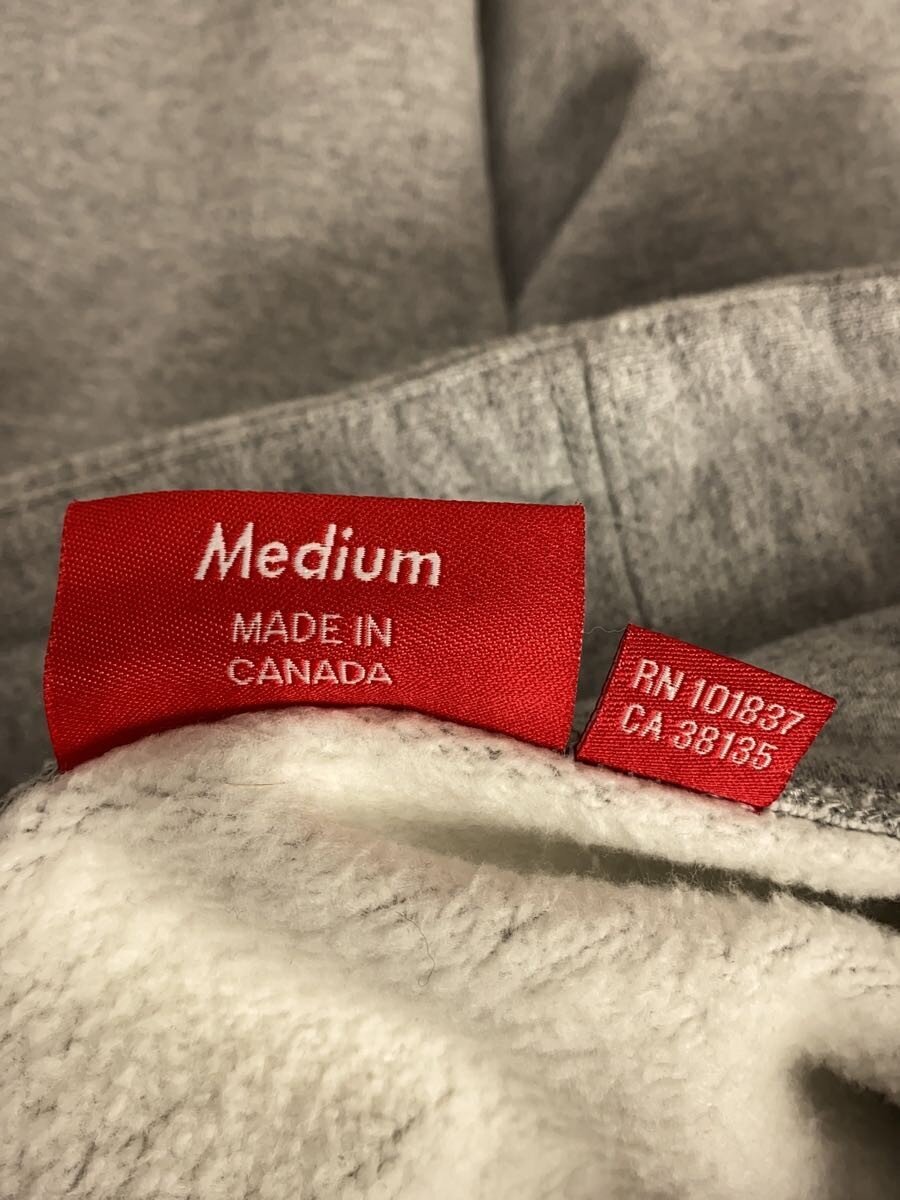 Medium
MADE IN
CANADA
RN 101837
CA 38135